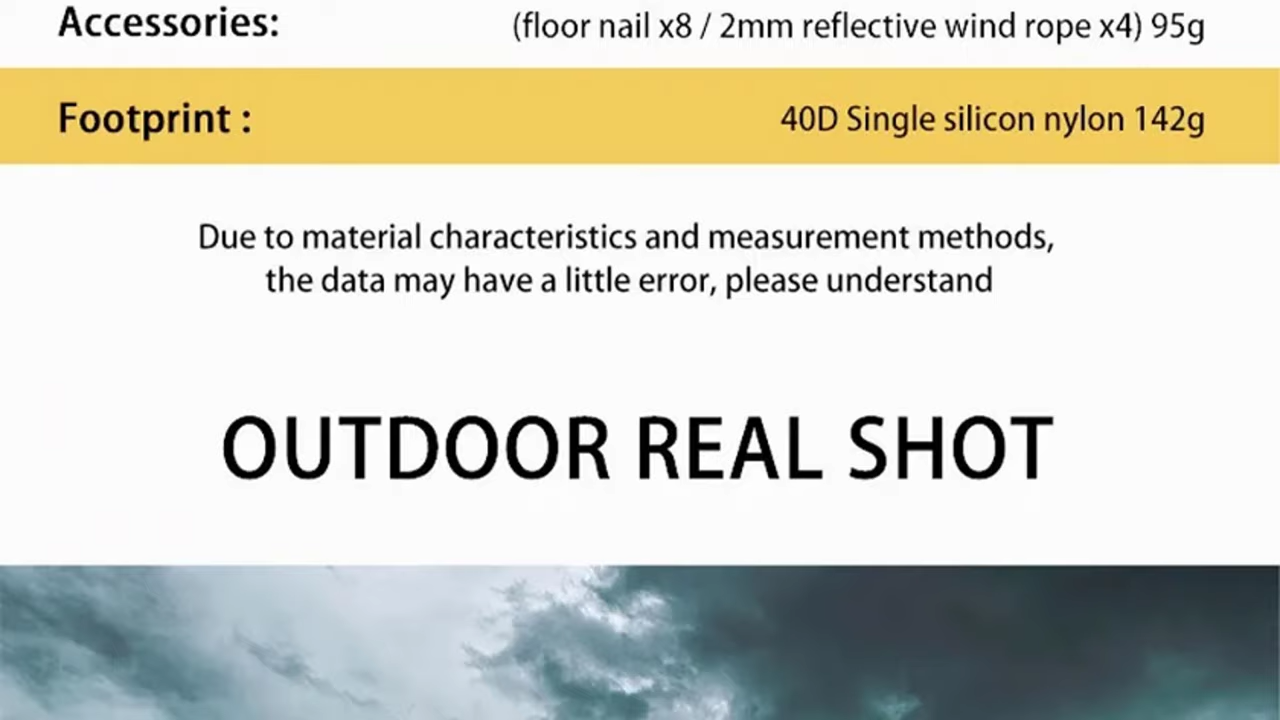 Accessories: (floor nail x8 / 2mm reflective wind rope x4) 95g
Footprint : 40D Single silicon nylon 142g
Due to material characteristics and measurement methods,
the data may have a little error, please understand
OUTDOOR REAL SHOT